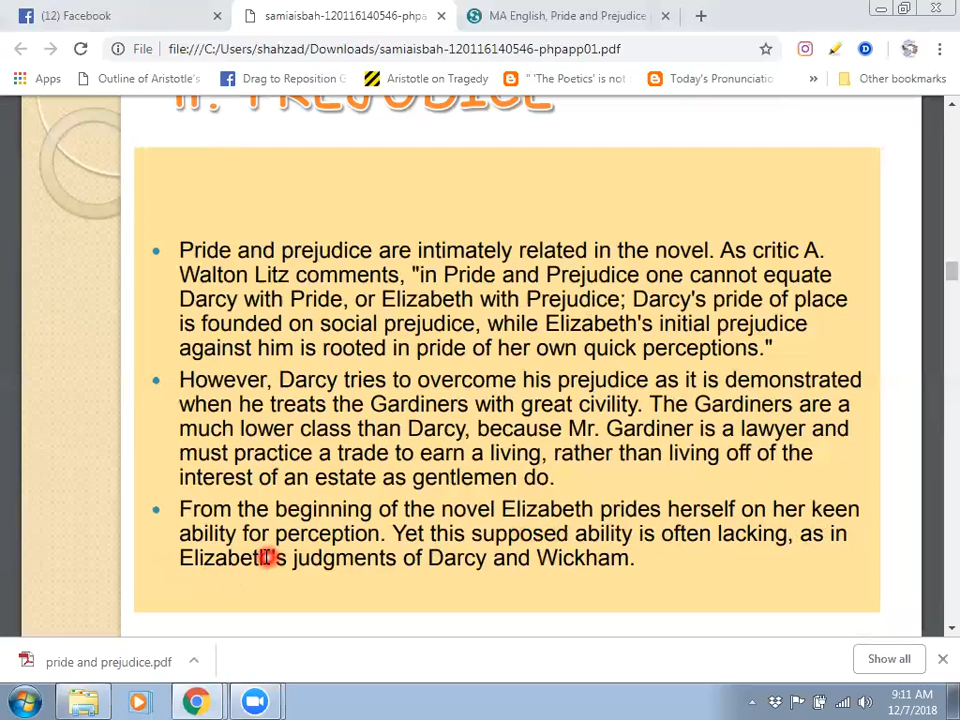 (12) Facebook
samiaisbah-120116140546-phpa
MA English, Pride and Prejudice
File
file:///C:/Users/shahzad/Downloads/samiaisbah-120116140546-phpapp01.pdf
Apps
Outline of Aristotle's
Drag to Reposition
Aristotle on Tragedy
" 'The Poetics' is not
Today's Pronunciatio
»
Other bookmarks
II. PREJUDICE
• Pride and prejudice are intimately related in the novel. As critic A.
Walton Litz comments, "in Pride and Prejudice one cannot equate
Darcy with Pride, or Elizabeth with Prejudice; Darcy's pride of place
is founded on social prejudice, while Elizabeth's initial prejudice
against him is rooted in pride of her own quick perceptions."
• However, Darcy tries to overcome his prejudice as it is demonstrated
when he treats the Gardiners with great civility. The Gardiners are a
much lower class than Darcy, because Mr. Gardiner is a lawyer and
must practice a trade to earn a living, rather than living off of the
interest of an estate as gentlemen do.
• From the beginning of the novel Elizabeth prides herself on her keen
ability for perception. Yet this supposed ability is often lacking, as in
Elizabeth's judgments of Darcy and Wickham.
pride and prejudice.pdf
Show all
9:11 AM
12/7/2018